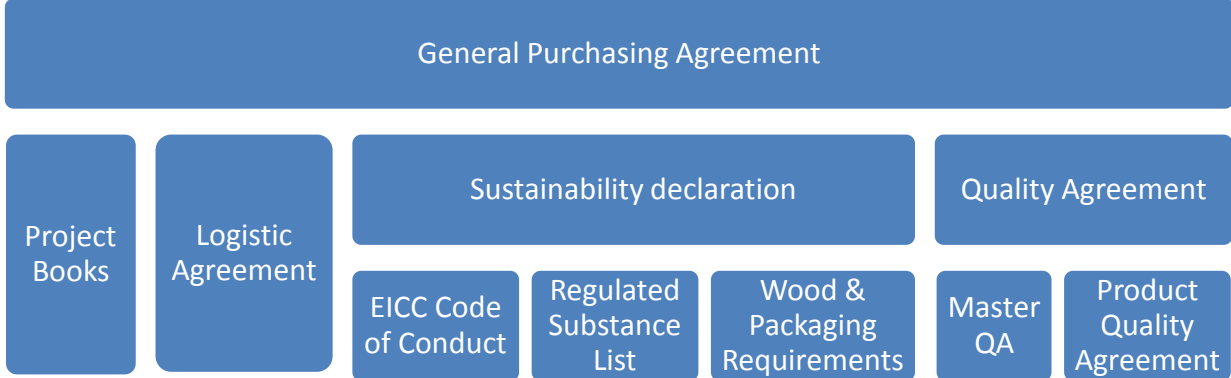 General Purchasing Agreement
Project
Books
Logistic
Agreement
Sustainability declaration
Quality Agreement
EICC Code
of Conduct
Regulated
Substance
List
Wood &
Packaging
Requirements
Master
QA
Product
Quality
Agreement